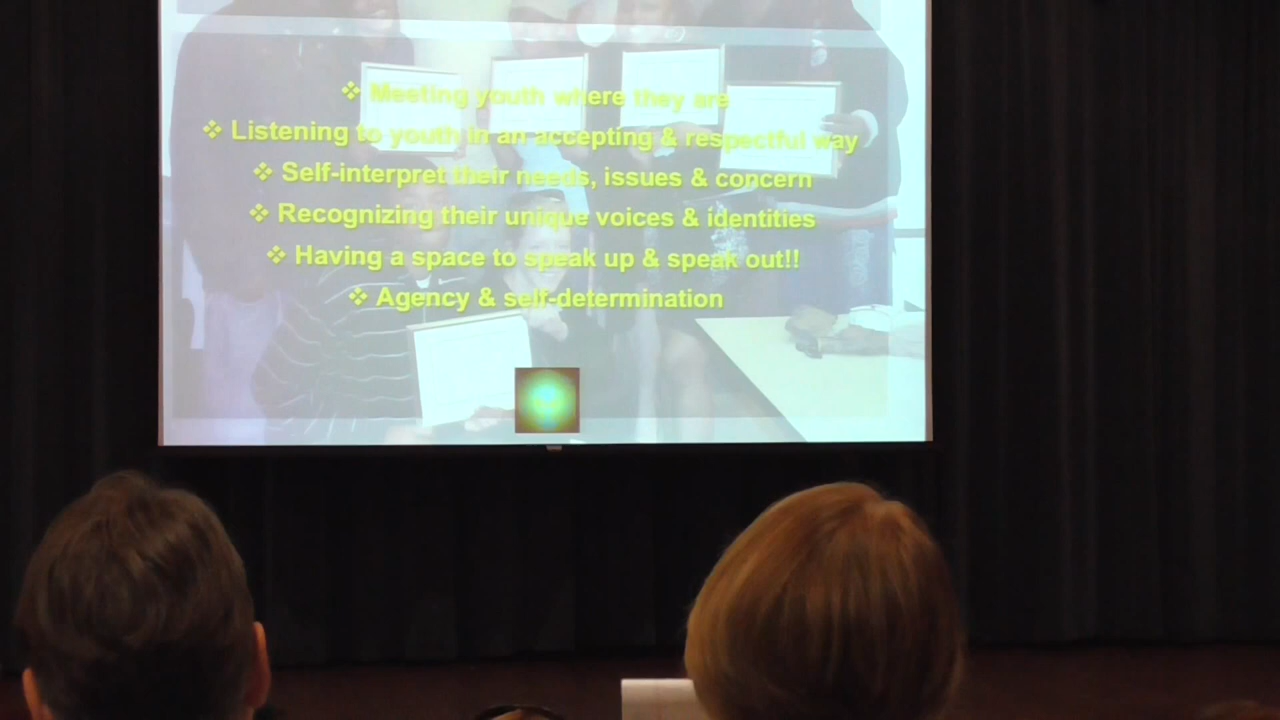 ❖ Meeting youth where they are
❖ Listening to youth in an accepting & respectful way
❖ Self-interpret their needs, issues & concern
❖ Recognizing their unique voices & identities
❖ Having a space to speak up & speak out!!
❖ Agency & self-determination